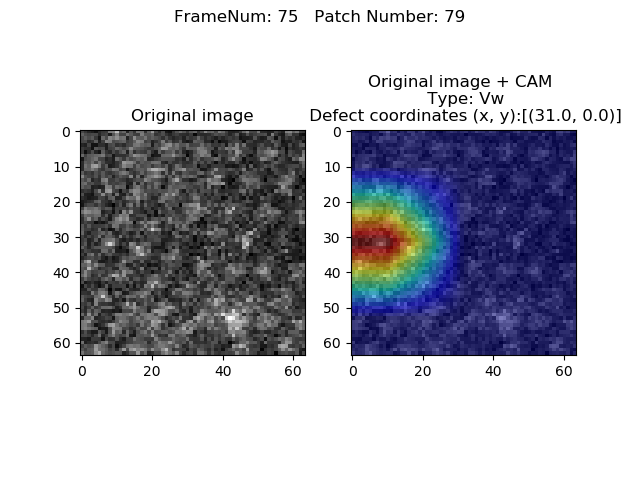 FrameNum: 75   Patch Number: 79
Original image
0
10
20
30
40
50
60
0 20 40 60
Original image + CAM
Type: Vw
Defect coordinates (x, y):[(31.0, 0.0)]
0
10
20
30
40
50
60
0 20 40 60